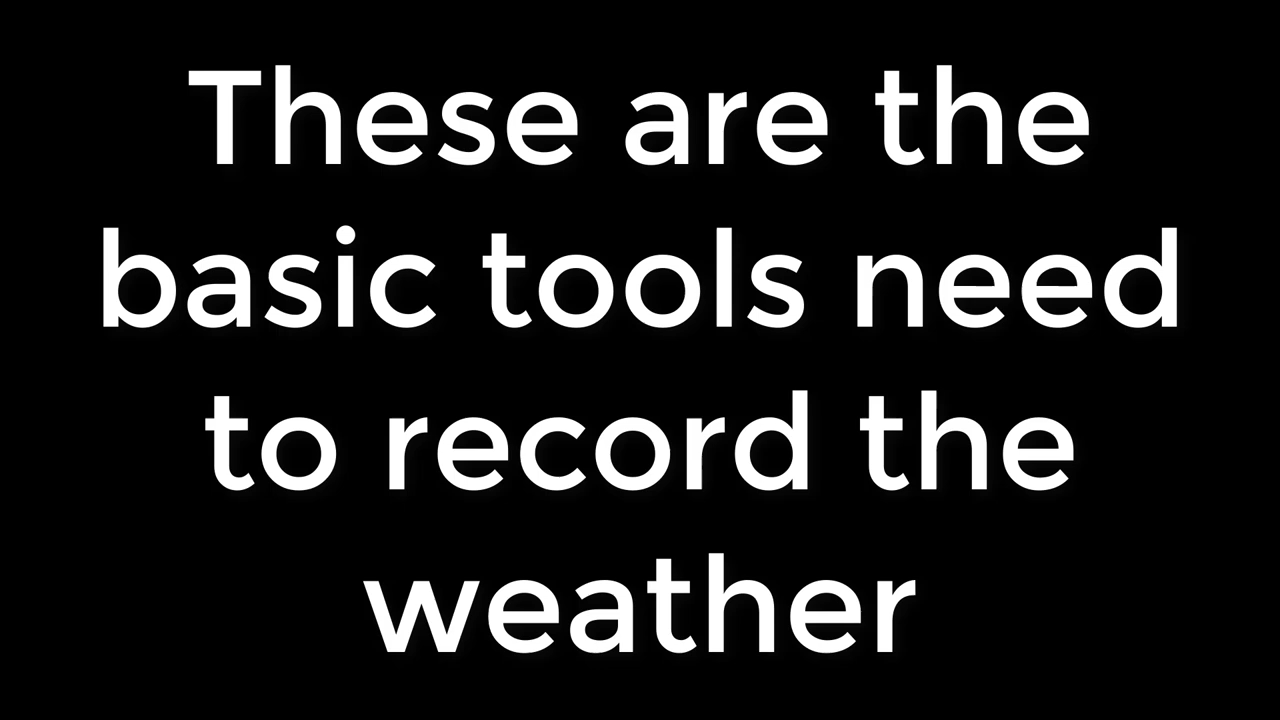 These are the
basic tools need
to record the
weather